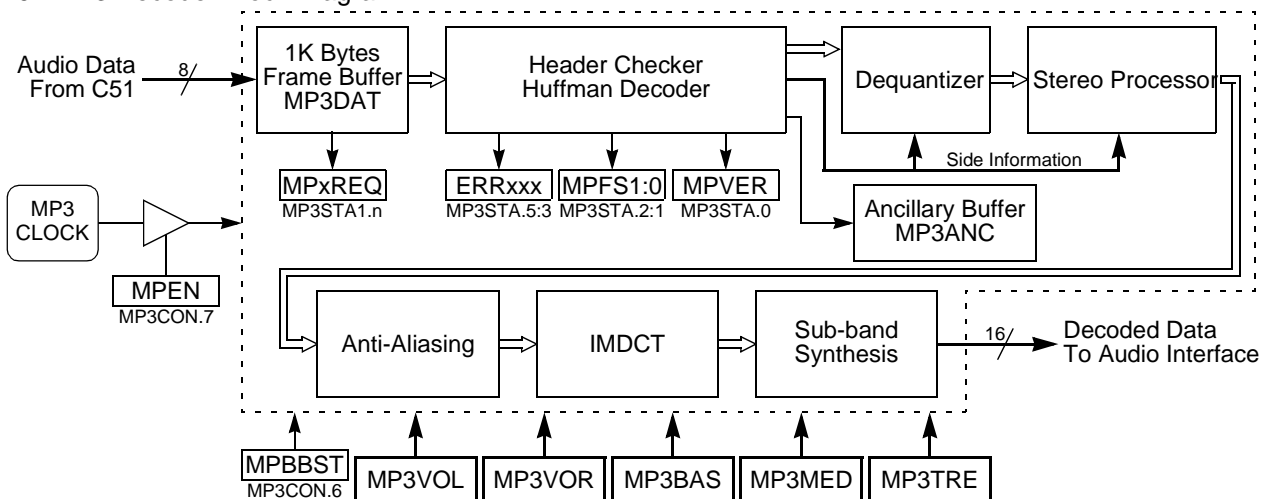 Audio Data
From C51
8
1K Bytes
Frame Buffer
MP3DAT
Header Checker
Huffman Decoder
Dequantizer
Stereo Processor
Side Information
MPxREQ
MP3STA1.n
ERRxxx
MP3STA.5:3
MPFS1:0
MP3STA.2:1
MPVER
MP3STA.0
Ancillary Buffer
MP3ANC
MP3
CLOCK
MPEN
MP3CON.7
Anti-Aliasing
IMDCT
Sub-band
Synthesis
16
Decoded Data
To Audio Interface
MPBBST
MP3CON.6
MP3VOL
MP3VOR
MP3BAS
MP3MED
MP3TRE